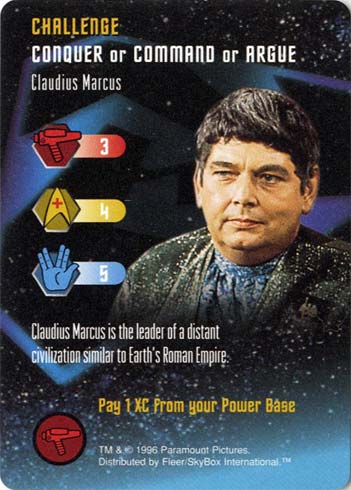 CHALLENGE
CONQUER or COMMAND or ARGUE
Claudius Marcus
3
4
5
Claudius Marcus is the leader of a distant
civilization similar to Earth's Roman Empire.
Pay 1 XC from your Power Base
TM & © 1996 Paramount Pictures.
Distributed by Fleer/SkyBox International.™